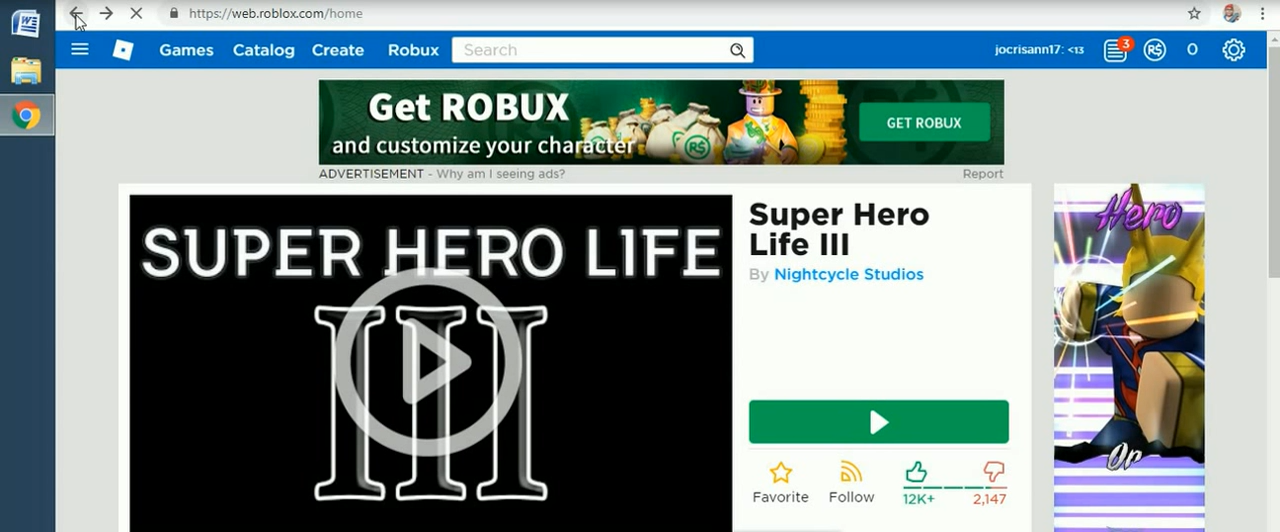 https://web.roblox.com/home
Games Catalog Create Robux Search jocrisann17: <13 3 R$ 0
Get ROBUX
and customize your character
R$
GET ROBUX
ADVERTISEMENT - Why am I seeing ads? Report
SUPER HERO LIFE
III
Super Hero
Life III
By Nightcycle Studios
Favorite Follow 12K+ 2,147
Hero
Or